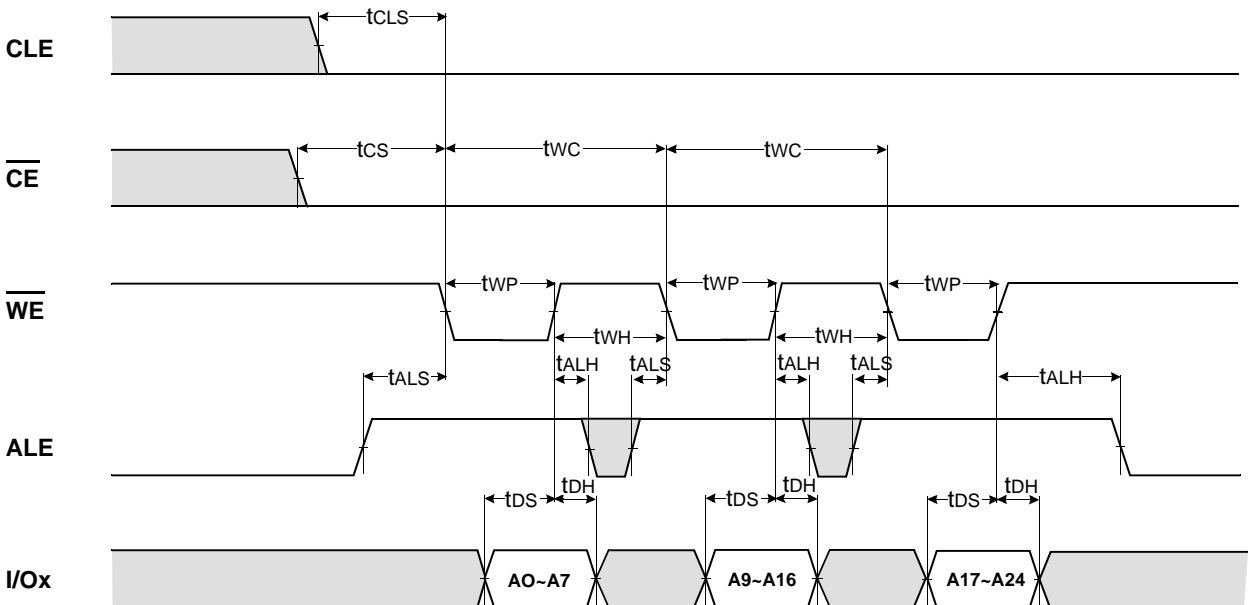 CLE
tCLS
CE
tCS
tWC
tWC
WE
tWP
tWP
tWP
tWH
tWH
ALE
tALS
tALH
tALS
tALH
tALS
tALH
I/Ox
tDS
tDH
tDS
tDH
tDS
tDH
AO~A7
A9~A16
A17~A24